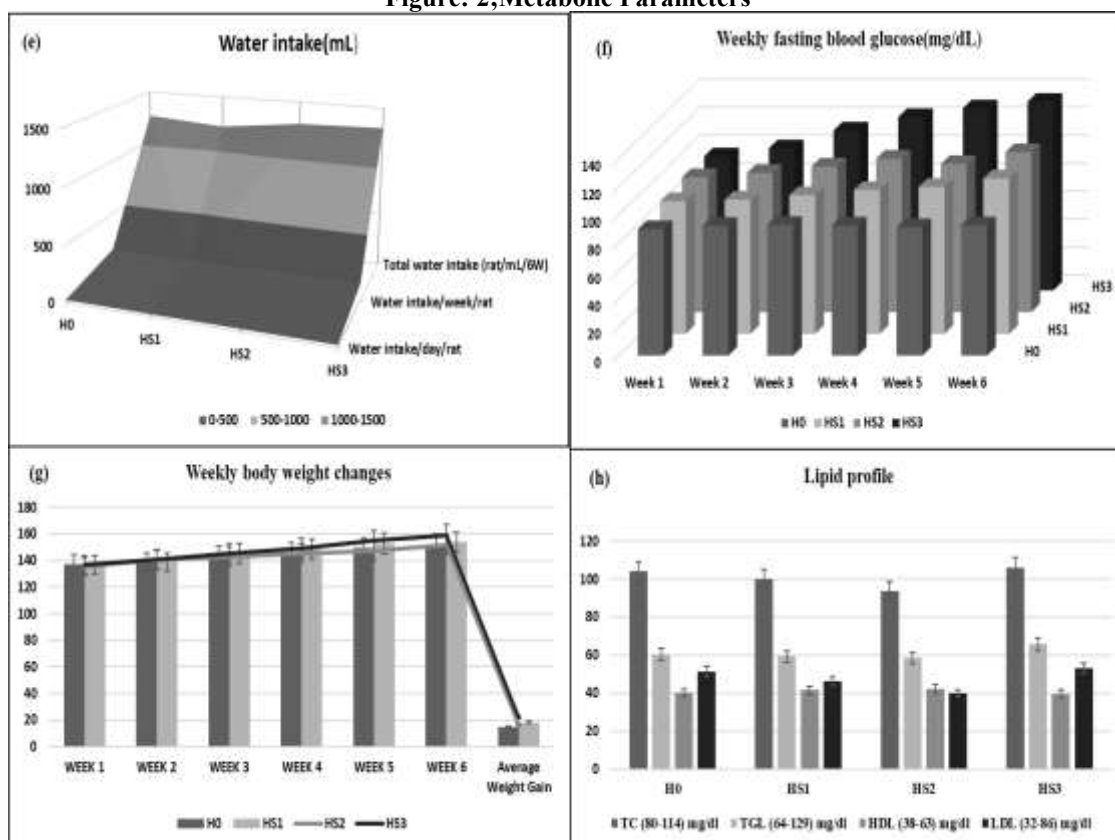 Figure: 2;Metabolic Parameters
(e)
Water intake(mL)
1500
1000
500
0
H0
HS1
HS2
HS3
Total water intake (rat/mL/6W)
Water intake/week/rat
Water intake/day/rat
0-500 500-1000 1000-1500
(f)
Weekly fasting blood glucose(mg/dL)
140
120
100
80
60
40
20
0
Week 1 Week 2 Week 3 Week 4 Week 5 Week 6
HS3
HS2
HS1
H0
H0 HS1 HS2 HS3
(g)
Weekly body weight changes
180
160
140
120
100
80
60
40
20
0
WEEK 1 WEEK 2 WEEK 3 WEEK 4 WEEK 5 WEEK 6 Average
Weight Gain
H0 HS1 HS2 HS3
(h)
Lipid profile
120
100
80
60
40
20
0
H0 HS1 HS2 HS3
TC (80-114) mg/dl TGL (64-129) mg/dl HDL (38-63) mg/dl LDL (32-86) mg/dl